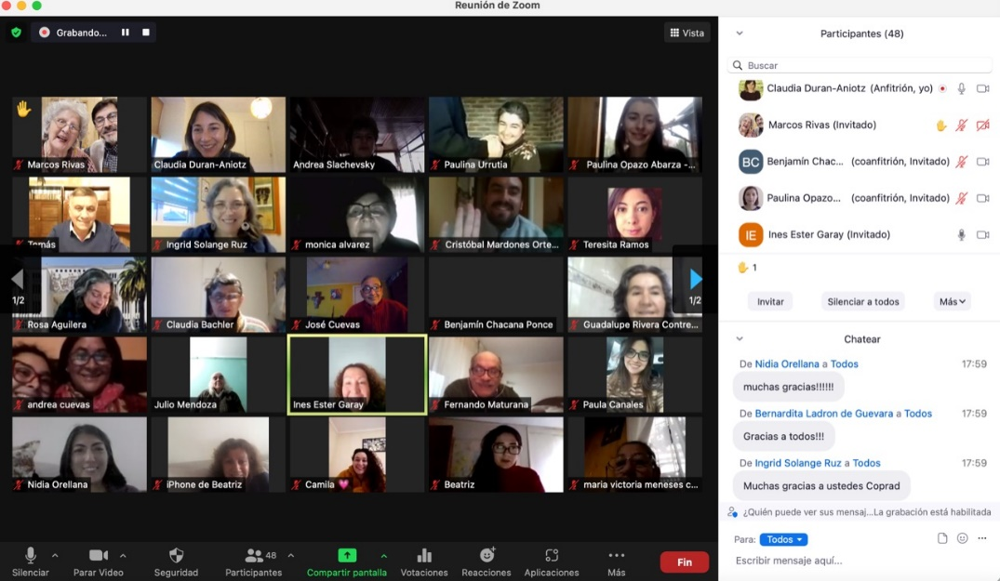 Reunión de Zoom
Grabando...
Vista
Marcos Rivas
Claudia Duran-Aniotz
Andrea Slachevsky
Paulina Urrutia
Paulina Opazo Abarza -...
Tomás
Ingrid Solange Ruz
monica alvarez
Cristóbal Mardones Orte...
Teresita Ramos
1/2
1/2
Rosa Aguilera
Claudia Bachler
José Cuevas
Benjamín Chacana Ponce
Guadalupe Rivera Contre...
andrea cuevas
Julio Mendoza
Ines Ester Garay
Fernando Maturana
Paula Canales
Nidia Orellana
iPhone de Beatriz
Camila 💗
Beatriz
maria victoria meneses c...
Silenciar
Parar Video
Seguridad
48
Participantes
Compartir pantalla
Votaciones
Reacciones
Aplicaciones
Más
Fin
Participantes (48)
Buscar
Claudia Duran-Aniotz (Anfitrión, yo)
Marcos Rivas (Invitado)
BC Benjamín Chac... (coanfitrión, Invitado)
Paulina Opazo... (coanfitrión, Invitado)
IE Ines Ester Garay (Invitado)
1
Invitar Silenciar a todos Más
Chatear
De Nidia Orellana a Todos 17:59
muchas gracias!!!!!!
De Bernardita Ladron de Guevara a Todos 17:59
Gracias a todos!!!
De Ingrid Solange Ruz a Todos 17:59
Muchas gracias a ustedes Coprad
¿Quién puede ver sus mensaj...La grabación está habilitada
Para: Todos
Escribir mensaje aquí...